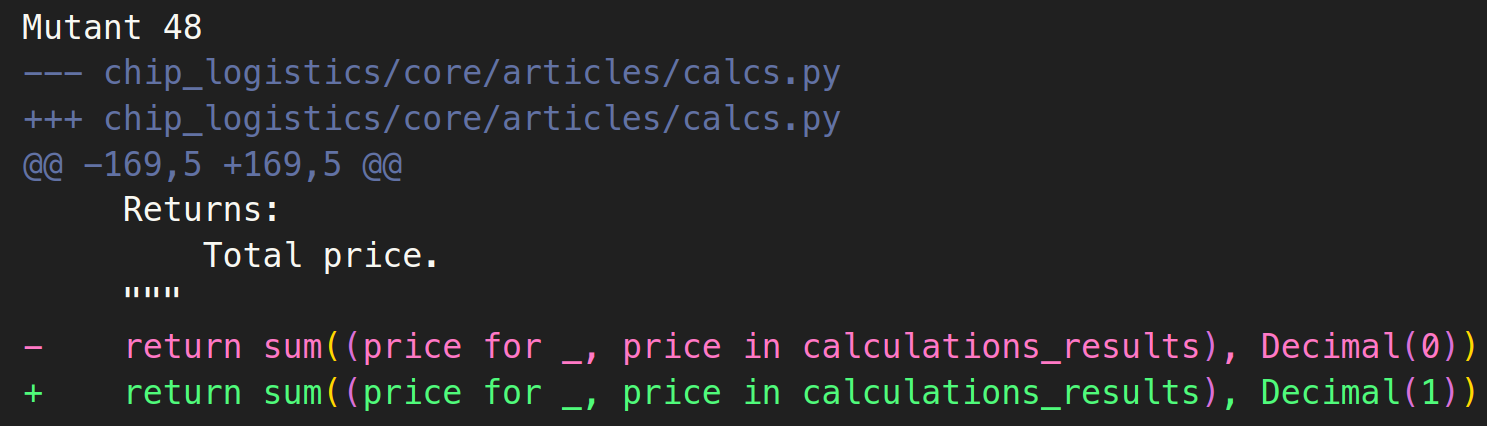 Mutant 48
--- chip_logistics/core/articles/calcs.py
+++ chip_logistics/core/articles/calcs.py
@@ -169,5 +169,5 @@
     Returns:
         Total price.
     """
-    return sum((price for _, price in calculations_results), Decimal(0))
+    return sum((price for _, price in calculations_results), Decimal(1))